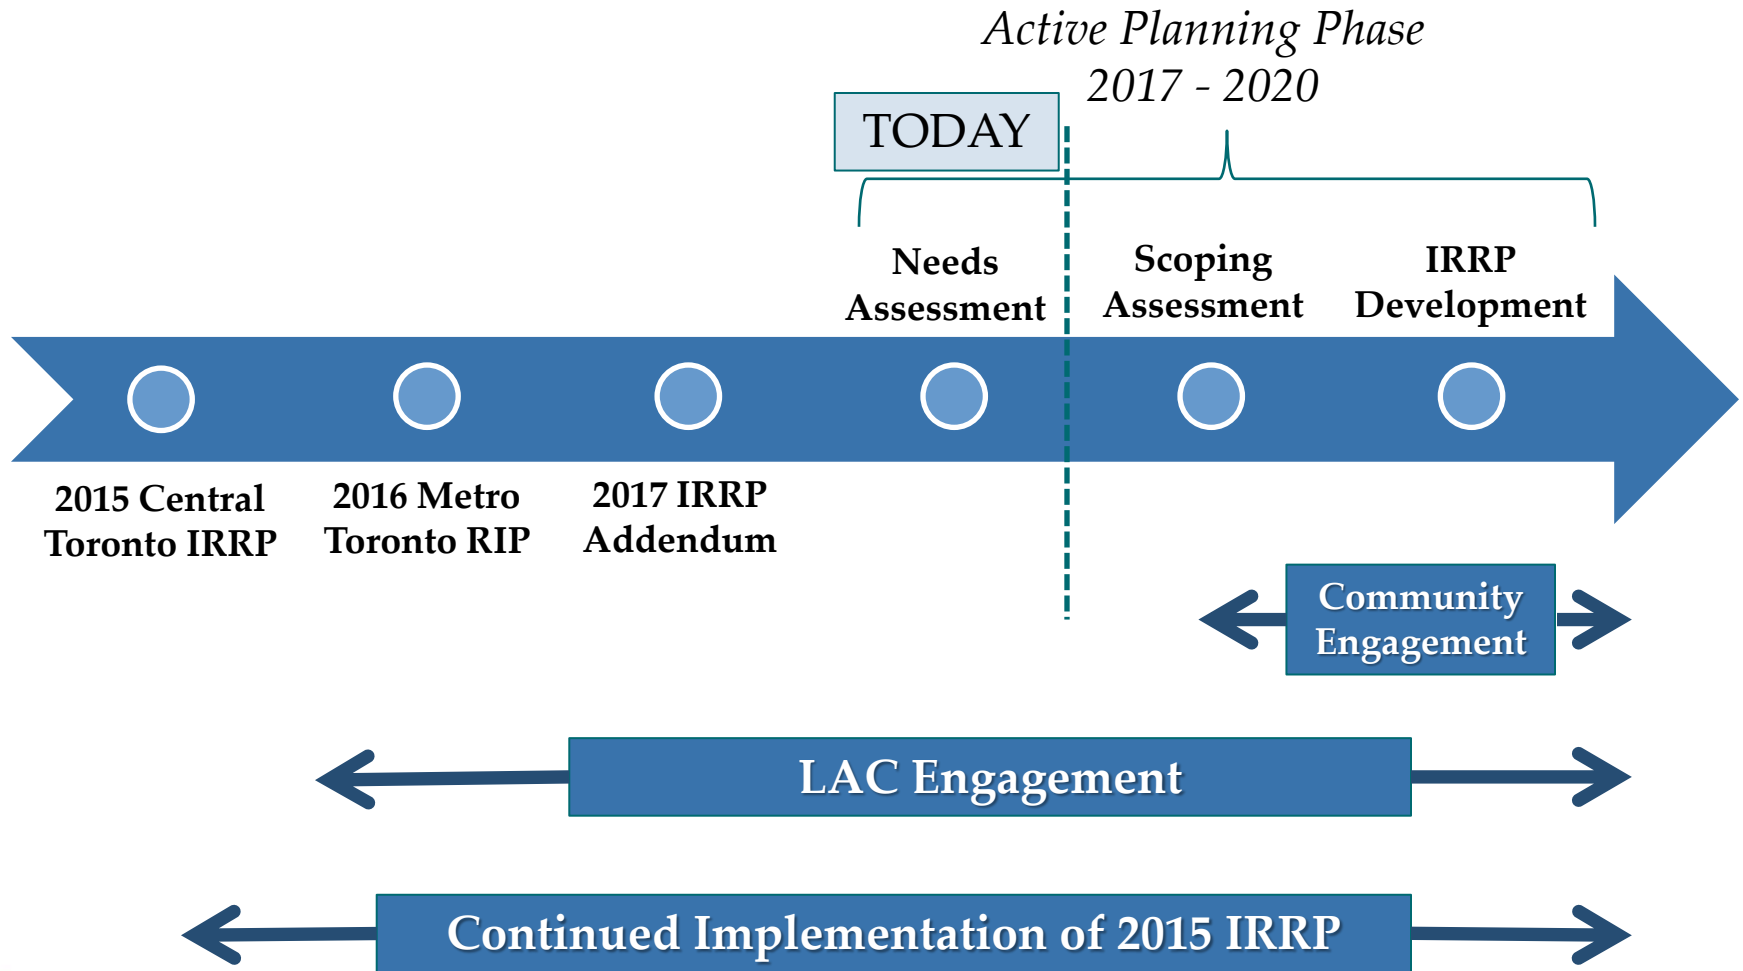 Active Planning Phase
2017 - 2020
TODAY
Needs
Assessment
Scoping
Assessment
IRRP
Development
2015 Central
Toronto IRRP
2016 Metro
Toronto RIP
2017 IRRP
Addendum
Community
Engagement
LAC Engagement
Continued Implementation of 2015 IRRP